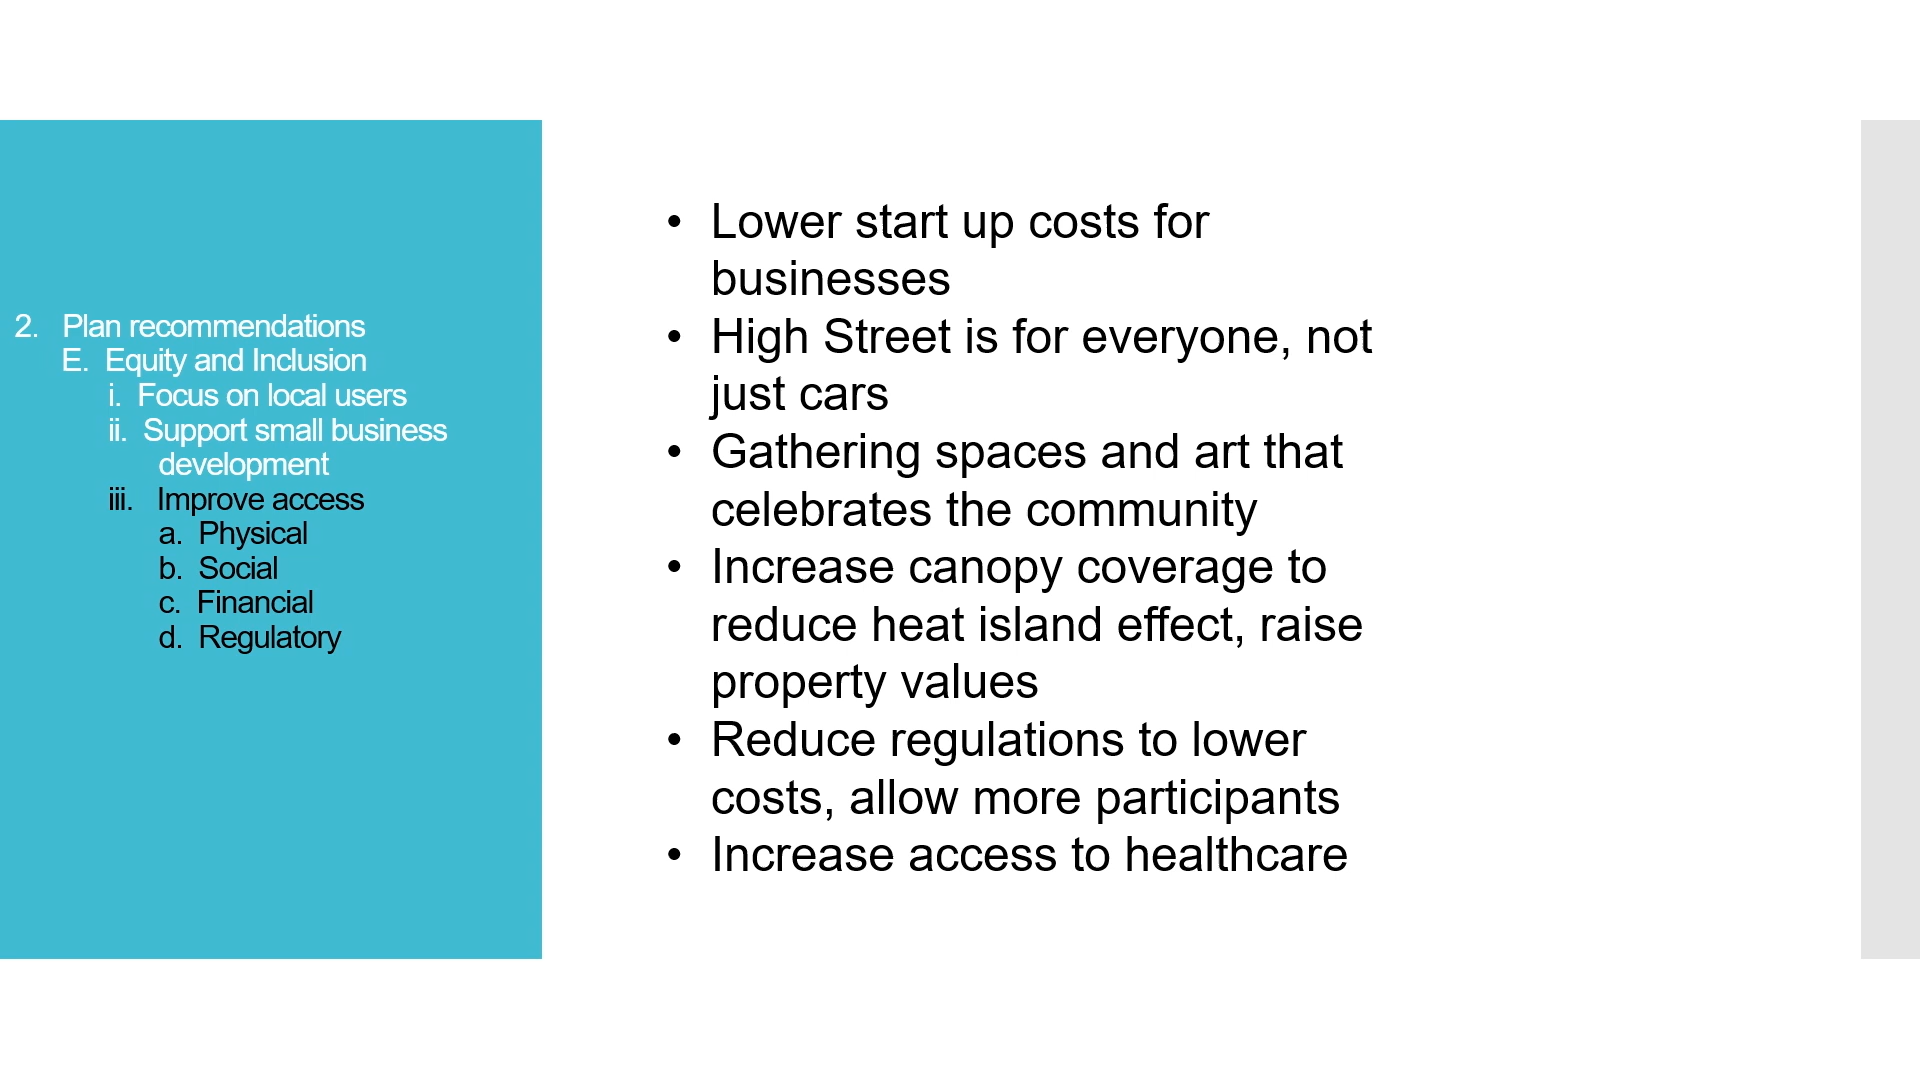 2. Plan recommendations
E. Equity and Inclusion
i. Focus on local users
ii. Support small business
development
iii. Improve access
a. Physical
b. Social
c. Financial
d. Regulatory
• Lower start up costs for
businesses
• High Street is for everyone, not
just cars
• Gathering spaces and art that
celebrates the community
• Increase canopy coverage to
reduce heat island effect, raise
property values
• Reduce regulations to lower
costs, allow more participants
• Increase access to healthcare